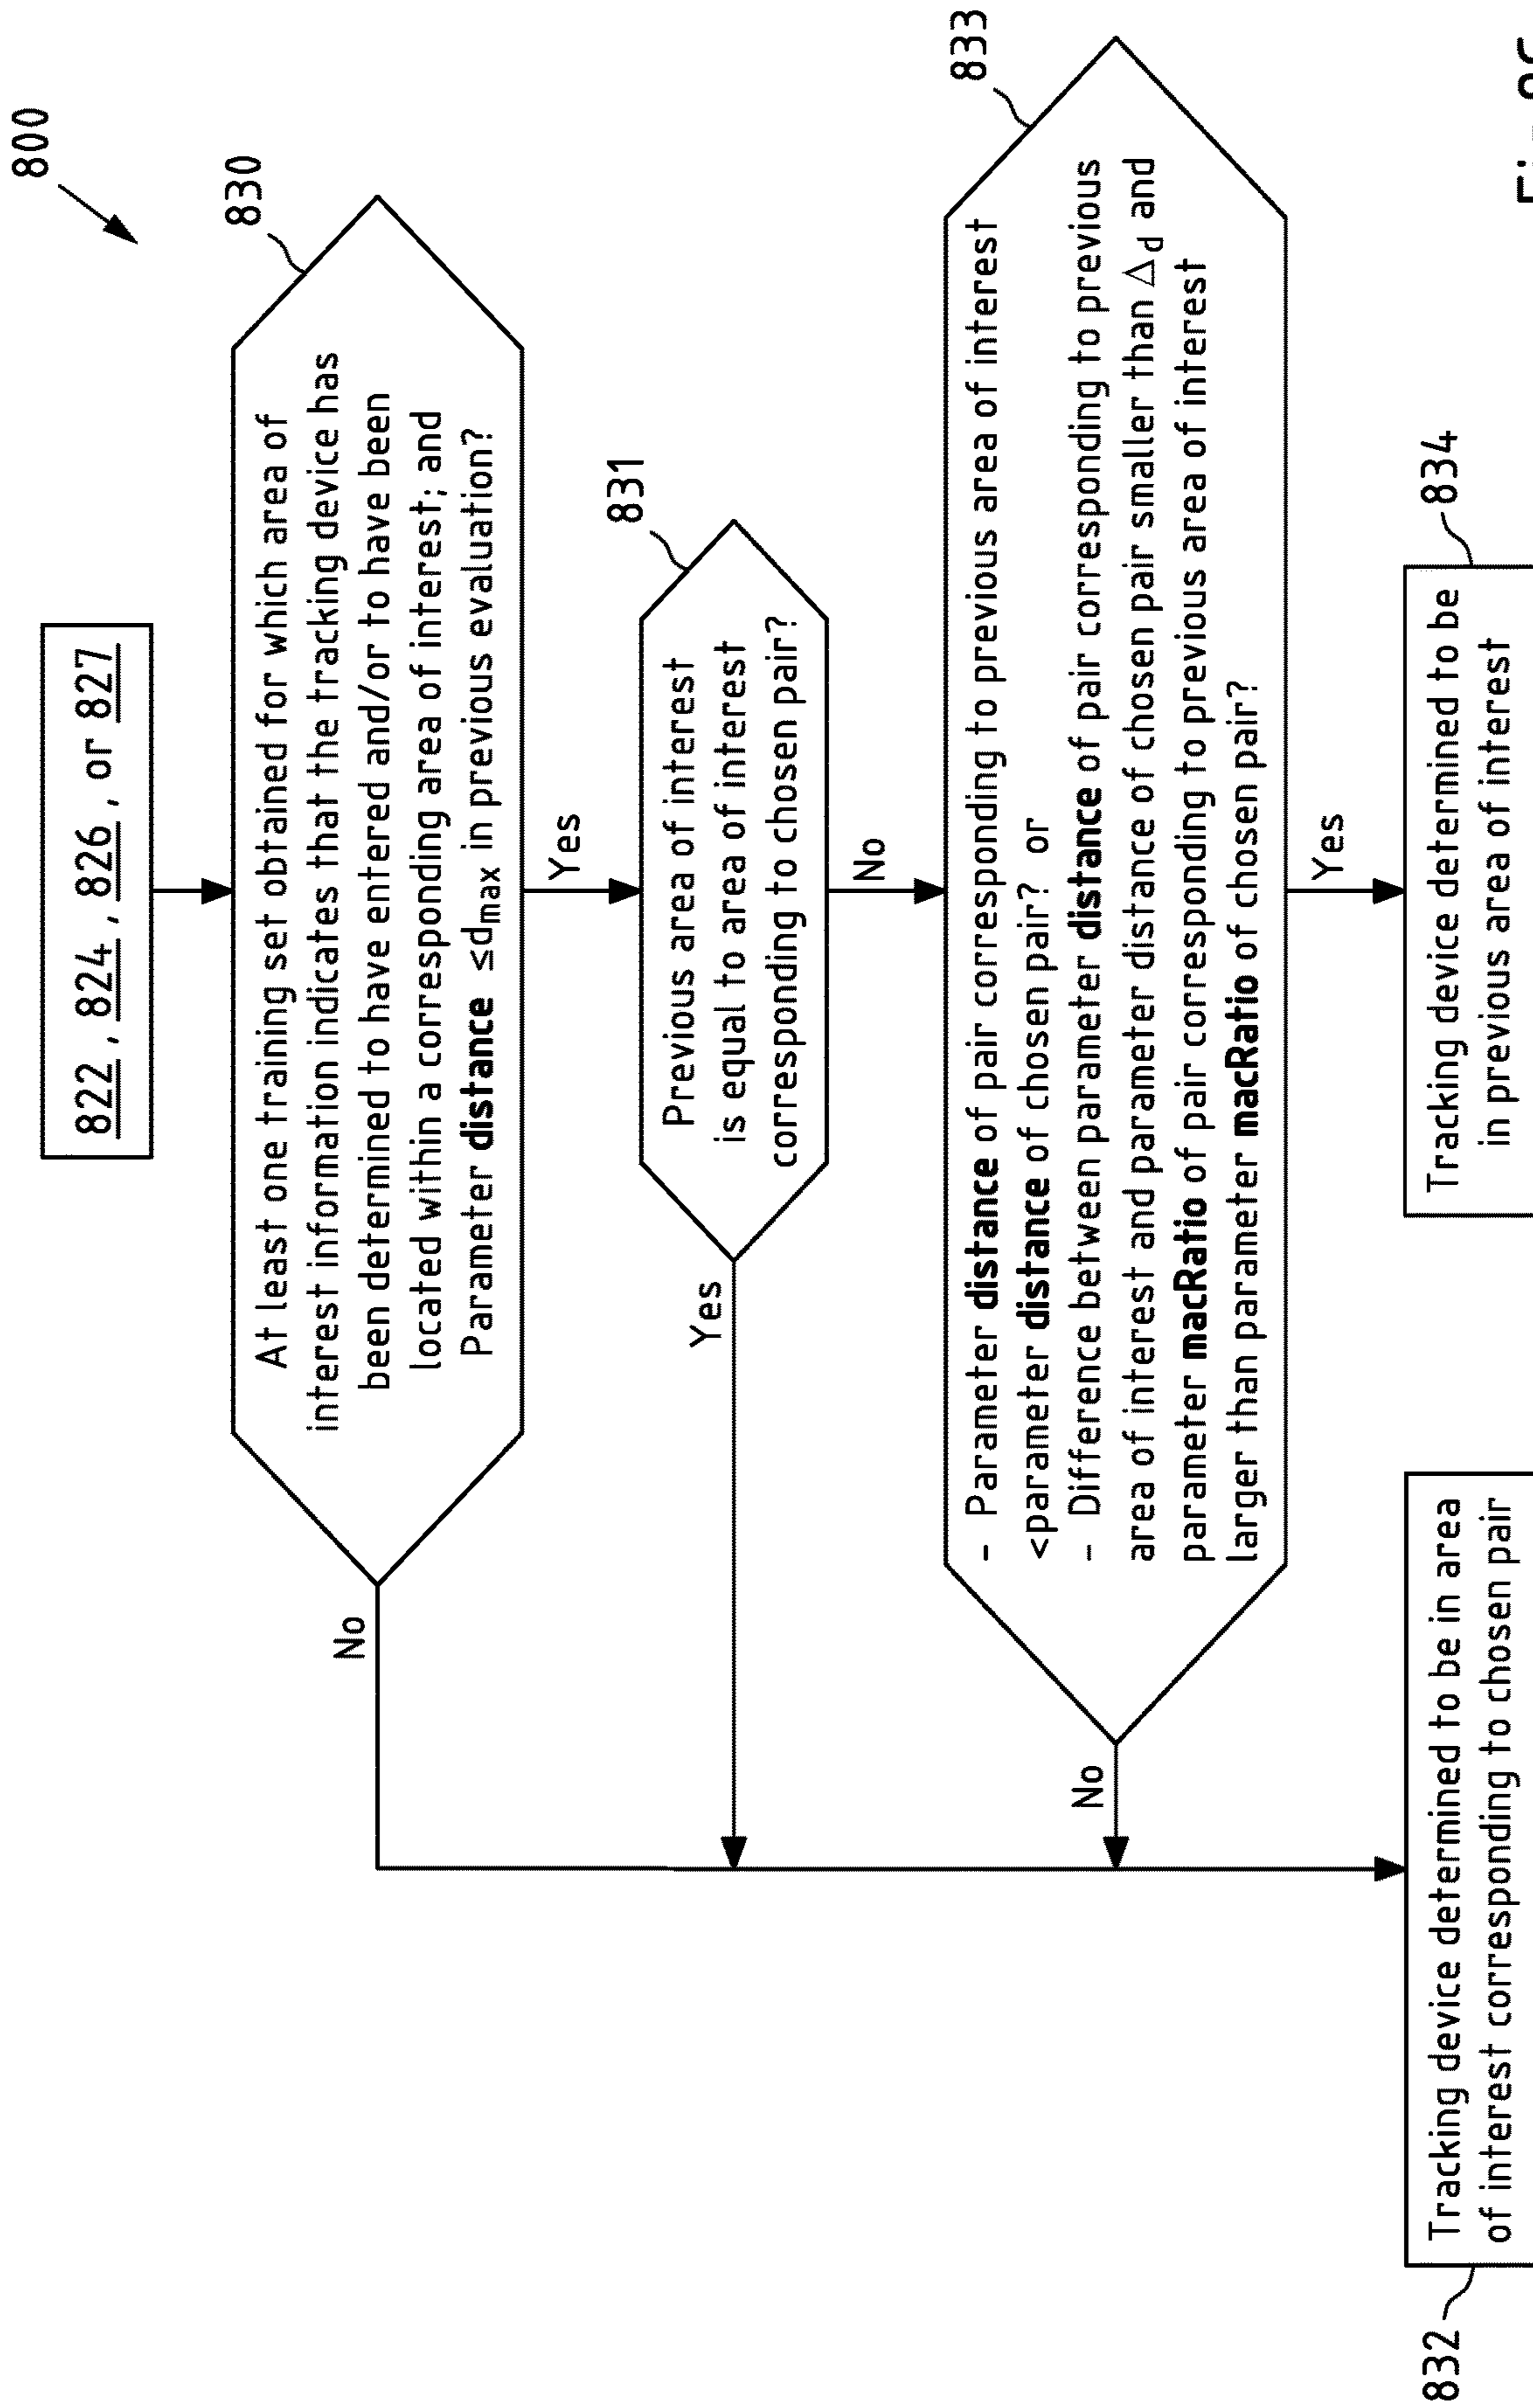 800
822, 824, 826, or 827
830
At least one training set obtained for which area of
interest information indicates that the tracking device has
been determined to have entered and/or to have been
located within a corresponding area of interest; and
Parameter distance ≤dmax in previous evaluation?
No
Yes
831
Previous area of interest
is equal to area of interest
corresponding to chosen pair?
Yes
No
833
- Parameter distance of pair corresponding to previous area of interest
<parameter distance of chosen pair? or
- Difference between parameter distance of pair corresponding to previous
area of interest and parameter distance of chosen pair smaller than Δd and
parameter macRatio of pair corresponding to previous area of interest
larger than parameter macRatio of chosen pair?
No
Yes
832
Tracking device determined to be in area
of interest corresponding to chosen pair
834
Tracking device determined to be
in previous area of interest